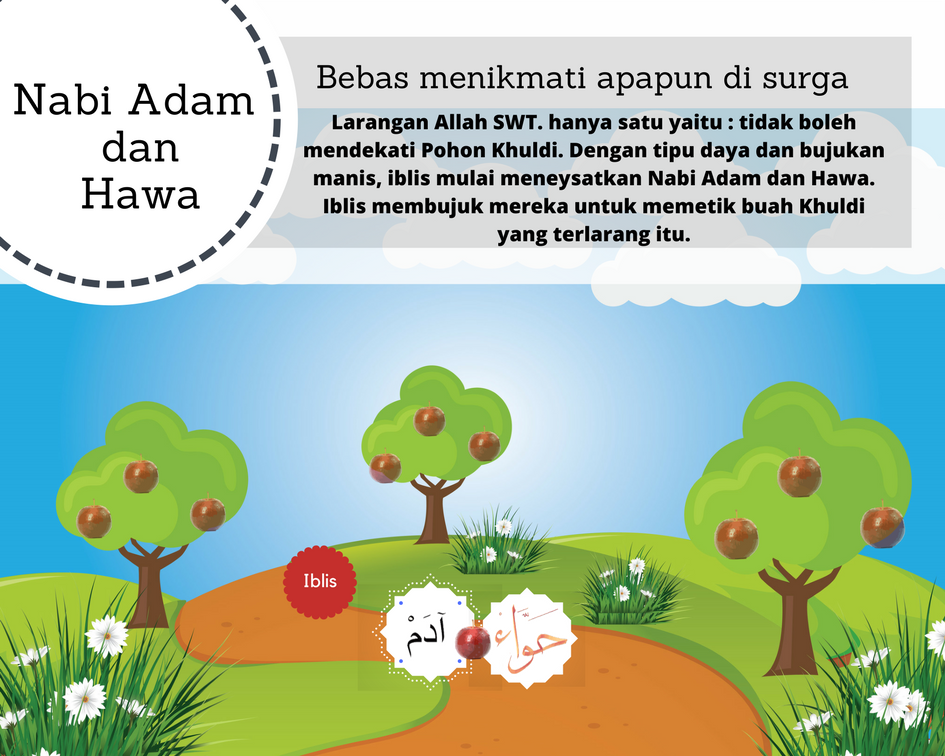 Nabi Adam
dan
Hawa
Bebas menikmati apapun di surga
Larangan Allah SWT. hanya satu yaitu : tidak boleh
mendekati Pohon Khuldi. Dengan tipu daya dan bujukan
manis, iblis mulai meneysatkan Nabi Adam dan Hawa.
Iblis membujuk mereka untuk memetik buah Khuldi
yang terlarang itu.
Iblis
آدَمْ
حَوَّاءُ